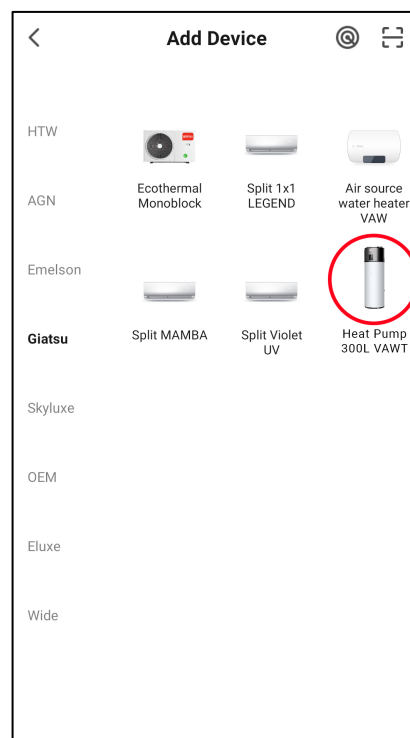 Add Device
HTW
AGN
Emelson
Giatsu
Skyluxe
OEM
Eluxe
Wide
Ecothermal
Monoblock
Split 1x1
LEGEND
Air source
water heater
VAW
Split MAMBA
Split Violet
UV
Heat Pump
300L VAWT